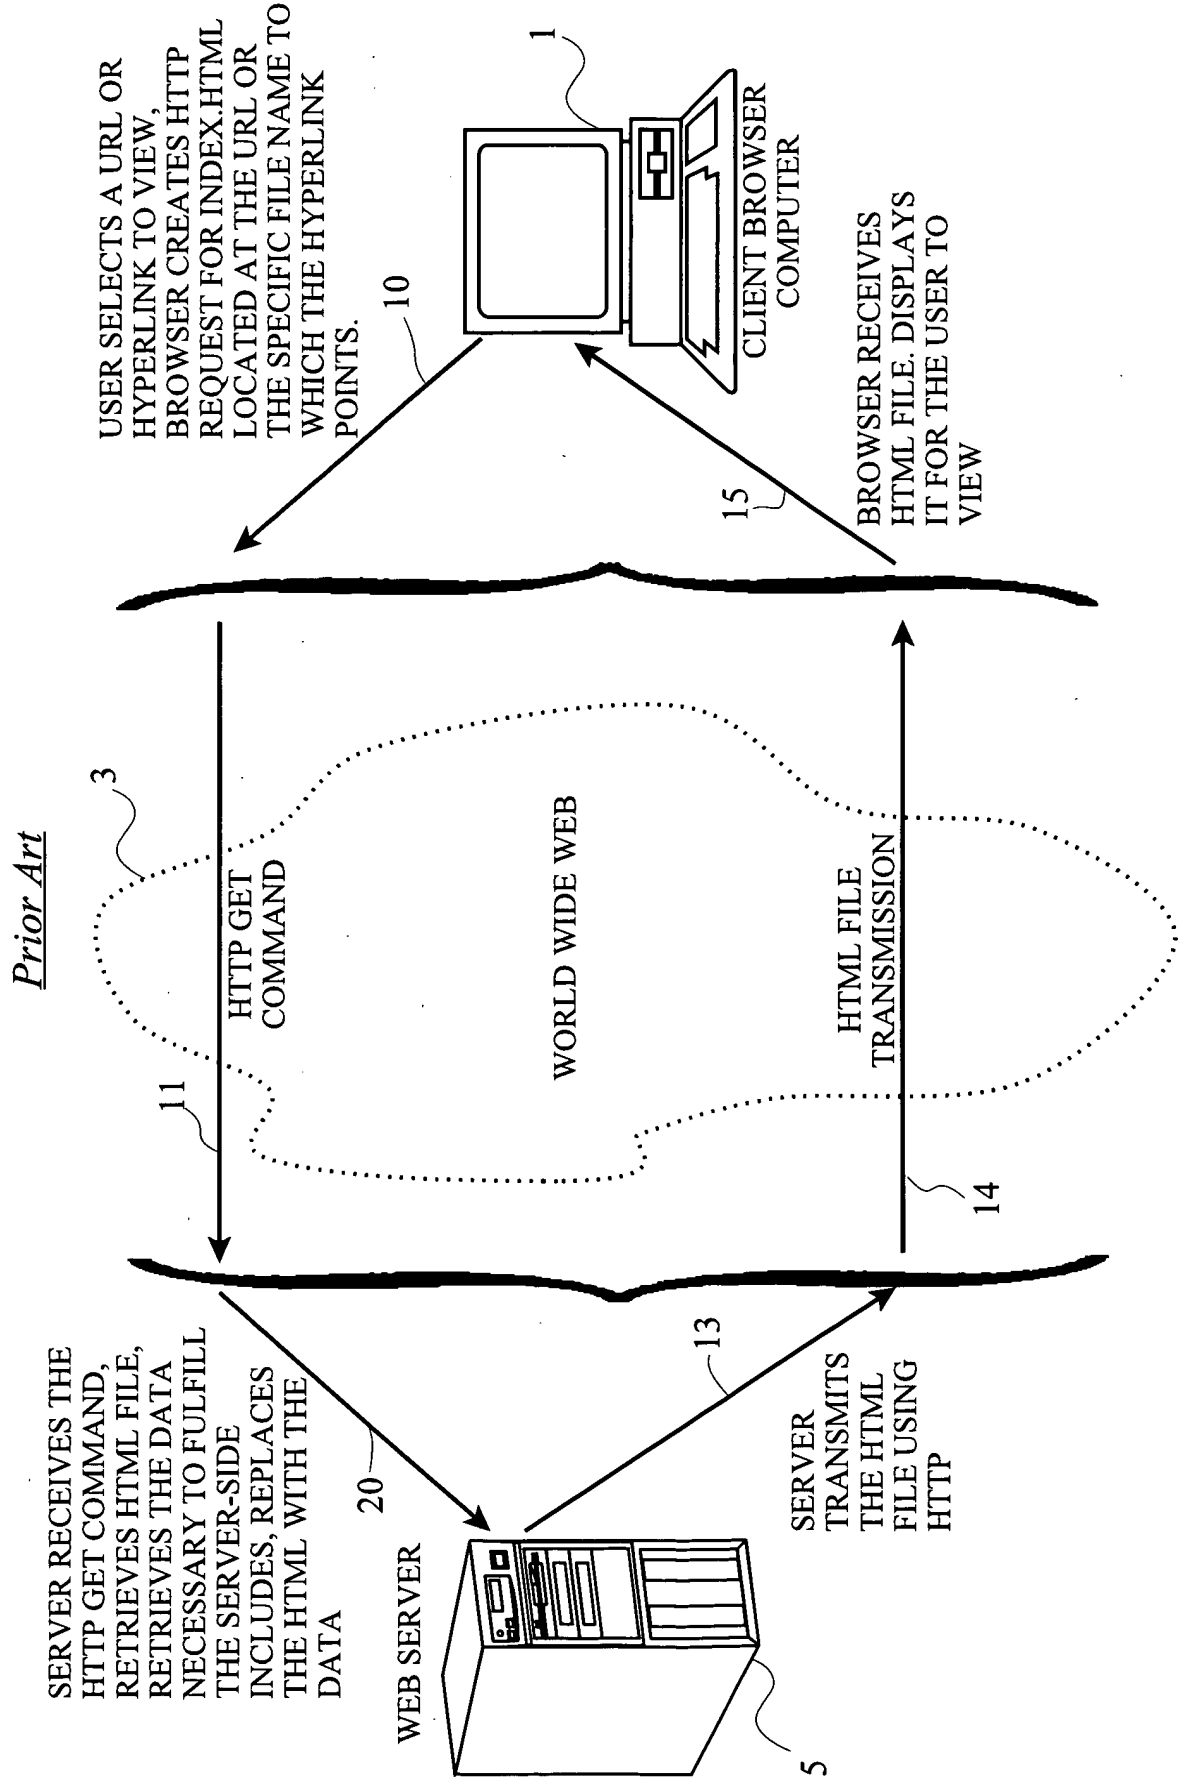 Prior Art
SERVER RECEIVES THE
HTTP GET COMMAND,
RETRIEVES HTML FILE,
RETRIEVES THE DATA
NECESSARY TO FULFILL
THE SERVER-SIDE
INCLUDES, REPLACES
THE HTML WITH THE
DATA
20
WEB SERVER
5
13
SERVER
TRANSMITS
THE HTML
FILE USING
HTTP
11
3
HTTP GET
COMMAND
WORLD WIDE WEB
HTML FILE
TRANSMISSION
14
USER SELECTS A URL OR
HYPERLINK TO VIEW,
BROWSER CREATES HTTP
REQUEST FOR INDEX.HTML
LOCATED AT THE URL OR
THE SPECIFIC FILE NAME TO
WHICH THE HYPERLINK
POINTS.
10
1
CLIENT BROWSER
COMPUTER
15
BROWSER RECEIVES
HTML FILE. DISPLAYS
IT FOR THE USER TO
VIEW